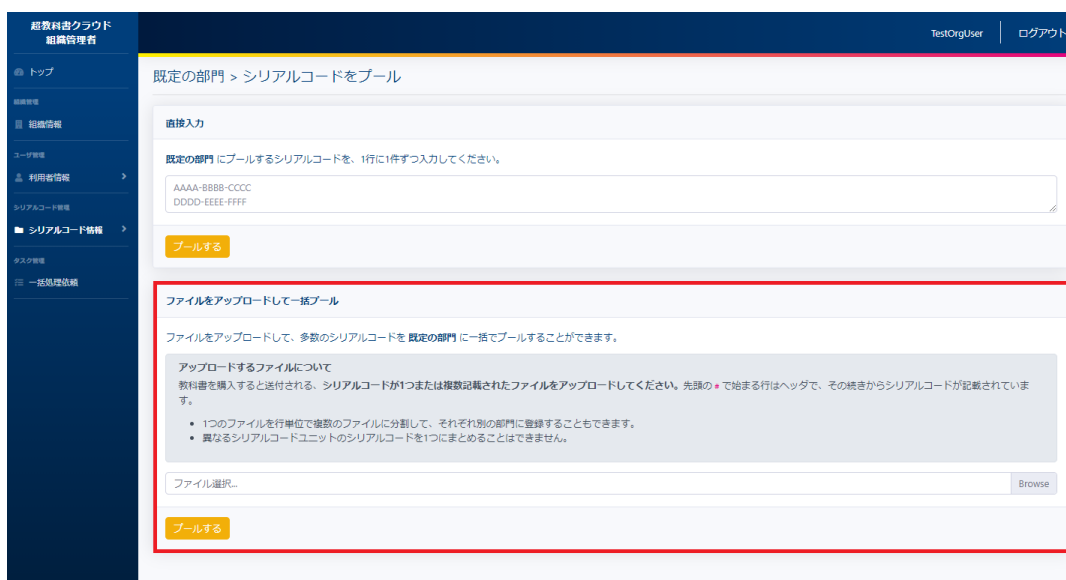 超教科書クラウド
組織管理者
TestOrgUser
ログアウト
トップ
組織管理
組織情報
ユーザ管理
利用者情報
シリアルコード管理
シリアルコード情報
タスク管理
一括処理依頼
既定の部門 > シリアルコードをプール
直接入力
既定の部門 にプールするシリアルコードを、1行に1件ずつ入力してください。
AAAA-BBBB-CCCC
DDDD-EEEE-FFFF
プールする
ファイルをアップロードして一括プール
ファイルをアップロードして、多数のシリアルコードを 既定の部門 に一括でプールすることができます。
アップロードするファイルについて
教科書を購入すると送付される、シリアルコードが1つまたは複数記載されたファイルをアップロードしてください。先頭の # で始まる行はヘッダで、その続きからシリアルコードが記載されていま
す。
1つのファイルを行単位で複数のファイルに分割して、それぞれ別の部門に登録することもできます。
異なるシリアルコードユニットのシリアルコードを1つにまとめることはできません。
ファイル選択...
Browse
プールする